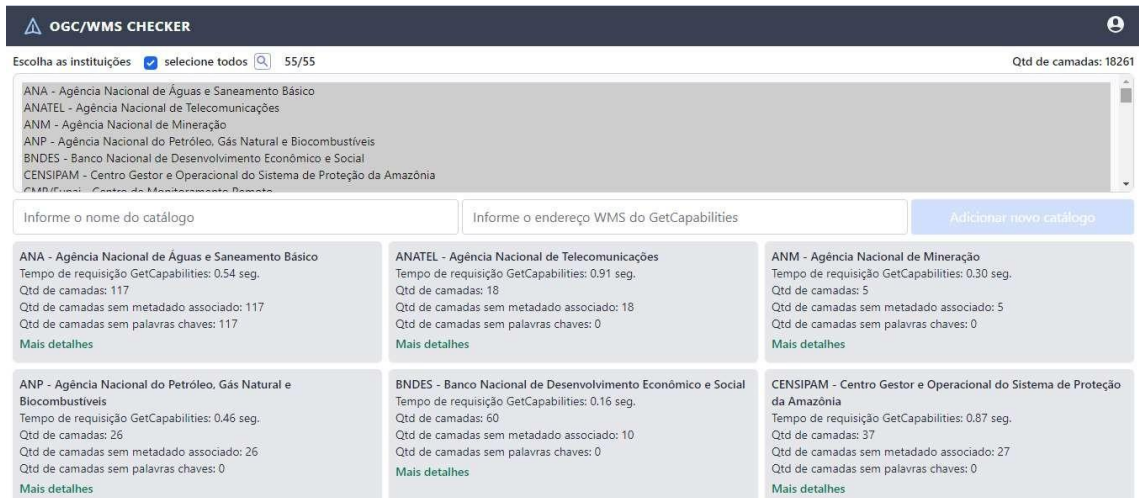 OGC/WMS CHECKER
Escolha as instituições selecione todos 55/55 Qtd de camadas: 18261
ANA - Agência Nacional de Águas e Saneamento Básico
ANATEL - Agência Nacional de Telecomunicações
ANM - Agência Nacional de Mineração
ANP - Agência Nacional do Petróleo, Gás Natural e Biocombustíveis
BNDES - Banco Nacional de Desenvolvimento Econômico e Social
CENSIPAM - Centro Gestor e Operacional do Sistema de Proteção da Amazônia
CMR/Funai - Centro de Monitoramento Remoto
Informe o nome do catálogo
Informe o endereço WMS do GetCapabilities
Adicionar novo catálogo
ANA - Agência Nacional de Águas e Saneamento Básico
Tempo de requisição GetCapabilities: 0.54 seg.
Qtd de camadas: 117
Qtd de camadas sem metadado associado: 117
Qtd de camadas sem palavras chaves: 117
Mais detalhes
ANATEL - Agência Nacional de Telecomunicações
Tempo de requisição GetCapabilities: 0.91 seg.
Qtd de camadas: 18
Qtd de camadas sem metadado associado: 18
Qtd de camadas sem palavras chaves: 0
Mais detalhes
ANM - Agência Nacional de Mineração
Tempo de requisição GetCapabilities: 0.30 seg.
Qtd de camadas: 5
Qtd de camadas sem metadado associado: 5
Qtd de camadas sem palavras chaves: 0
Mais detalhes
ANP - Agência Nacional do Petróleo, Gás Natural e
Biocombustíveis
Tempo de requisição GetCapabilities: 0.46 seg.
Qtd de camadas: 26
Qtd de camadas sem metadado associado: 26
Qtd de camadas sem palavras chaves: 0
Mais detalhes
BNDES - Banco Nacional de Desenvolvimento Econômico e Social
Tempo de requisição GetCapabilities: 0.16 seg.
Qtd de camadas: 60
Qtd de camadas sem metadado associado: 10
Qtd de camadas sem palavras chaves: 0
Mais detalhes
CENSIPAM - Centro Gestor e Operacional do Sistema de Proteção
da Amazônia
Tempo de requisição GetCapabilities: 0.87 seg.
Qtd de camadas: 37
Qtd de camadas sem metadado associado: 27
Qtd de camadas sem palavras chaves: 0
Mais detalhes